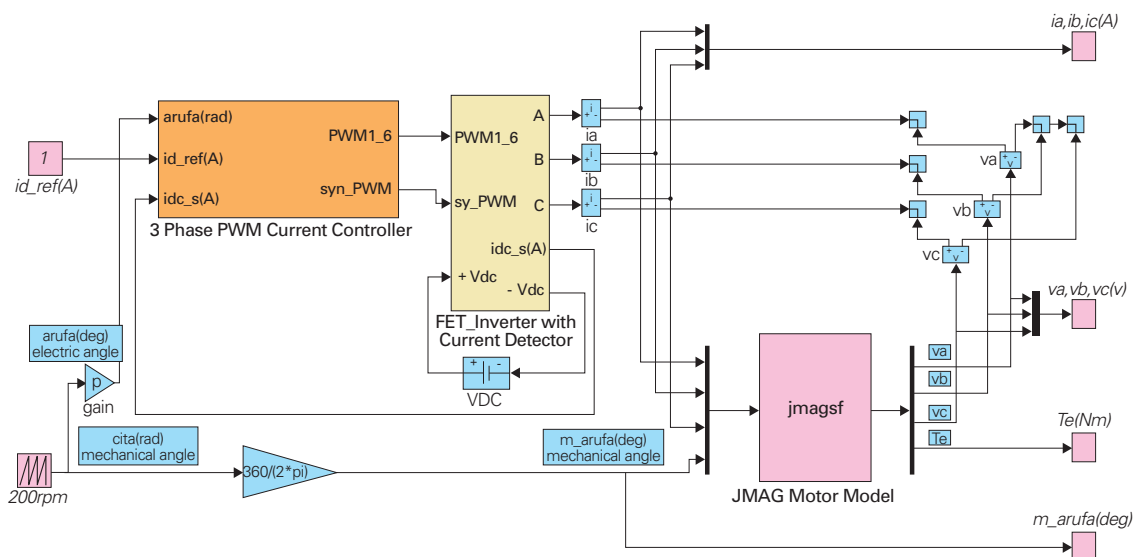 ia,ib,ic(A)
arufa(rad)
PWM1_6
id_ref(A)
syn_PWM
idc_s(A)
3 Phase PWM Current Controller
1
id_ref(A)
A
PWM1_6
B
sy_PWM
C
idc_s(A)
+ Vdc
- Vdc
FET_Inverter with
Current Detector
i
+ -
ia
i
+ -
ib
i
+ -
ic
+ -
v
va
+ -
v
vb
+ -
v
vc
va,vb,vc(v)
arufa(deg)
electric angle
p
gain
+ -
VDC
cita(rad)
mechanical angle
200rpm
360/(2*pi)
m_arufa(deg)
mechanical angle
jmagsf
JMAG Motor Model
va
vb
vc
Te
Te(Nm)
m_arufa(deg)